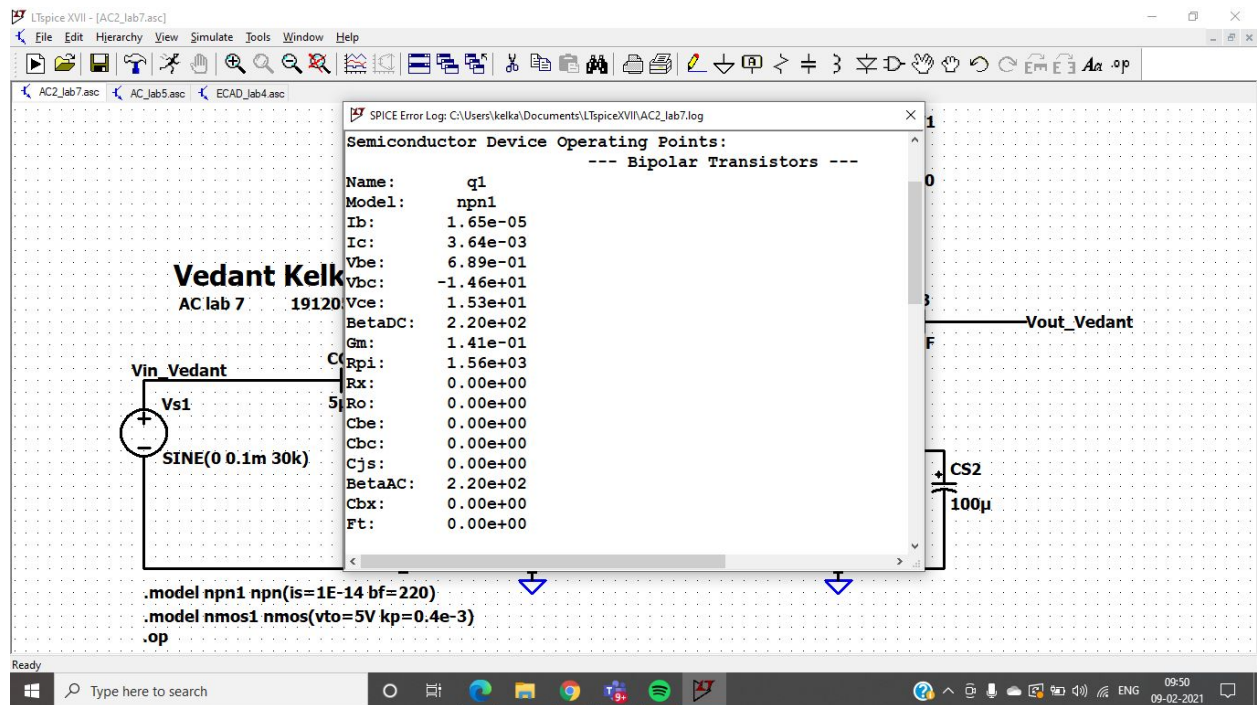 LTspice XVII - [AC2_lab7.asc]
File Edit Hierarchy View Simulate Tools Window Help
AC2_lab7.asc AC_lab5.asc ECAD_lab4.asc
SPICE Error Log: C:\Users\kelka\Documents\LTspiceXVII\AC2_lab7.log
Semiconductor Device Operating Points:
--- Bipolar Transistors ---
Name: q1
Model: npn1
Ib: 1.65e-05
Ic: 3.64e-03
Vbe: 6.89e-01
Vbc: -1.46e+01
Vce: 1.53e+01
BetaDC: 2.20e+02
Gm: 1.41e-01
Rpi: 1.56e+03
Rx: 0.00e+00
Ro: 0.00e+00
Cbe: 0.00e+00
Cbc: 0.00e+00
Cjs: 0.00e+00
BetaAC: 2.20e+02
Cbx: 0.00e+00
Ft: 0.00e+00
Vedant Kelk
AC lab 7 19120
Vin_Vedant
Vs1
SINE(0 0.1m 30k)
Vout_Vedant
CS2
100µ
.model npn1 npn(is=1E-14 bf=220)
.model nmos1 nmos(vto=5V kp=0.4e-3)
.op
Ready
Type here to search
ENG
09:50
09-02-2021